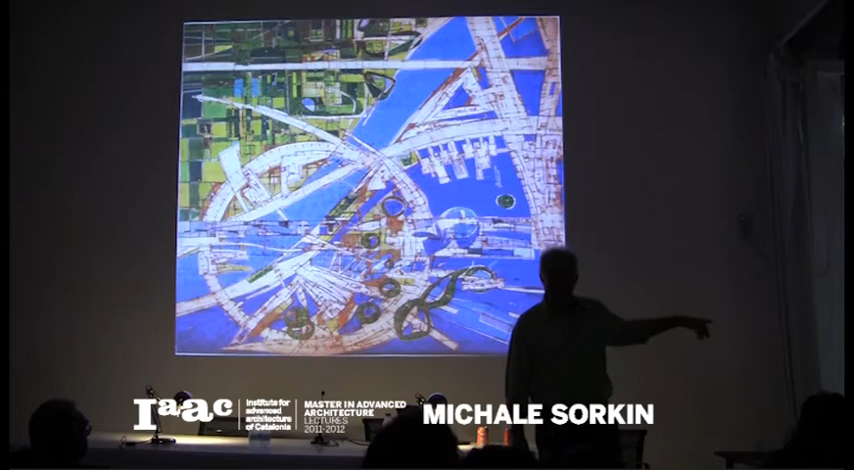 Iaac
Institute for
advanced
architecture
of Catalonia
MASTER IN ADVANCED
ARCHITECTURE
LECTURES
2011-2012
MICHALE SORKIN